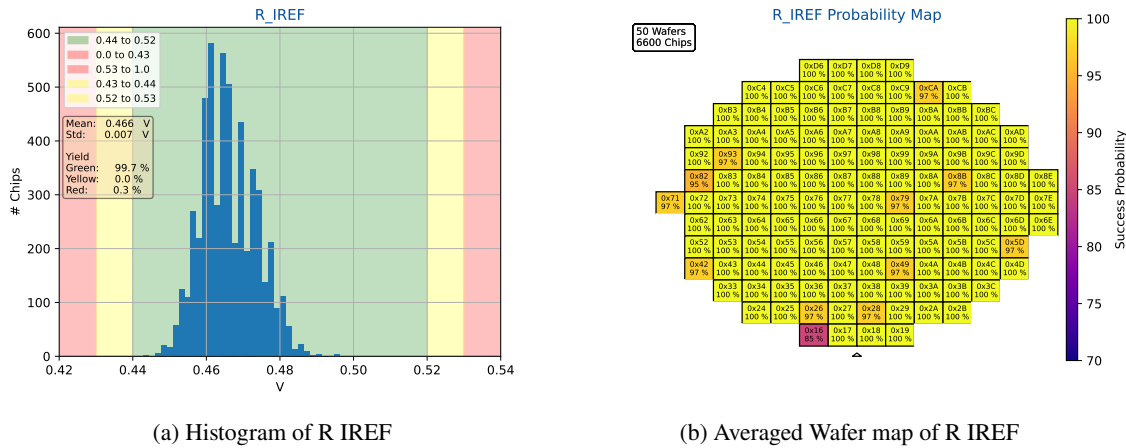 R_IREF
# Chips
600
500
400
300
200
100
0
0.44 to 0.52
0.0 to 0.43
0.53 to 1.0
0.43 to 0.44
0.52 to 0.53
Mean: 0.466 V
Std: 0.007 V
Yield
Green: 99.7 %
Yellow: 0.0 %
Red: 0.3 %
0.42 0.44 0.46 0.48 0.50 0.52 0.54
V
(a) Histogram of R IREF
R_IREF Probability Map
50 Wafers
6600 Chips
0xD6 0xD7 0xD8 0xD9
100 % 100 % 100 % 100 %
0xC4 0xC5 0xC6 0xC7 0xC8 0xC9 0xCA 0xCB
100 % 100 % 100 % 100 % 100 % 100 % 97 % 100 %
0xB3 0xB4 0xB5 0xB6 0xB7 0xB8 0xB9 0xBA 0xBB 0xBC
100 % 100 % 100 % 100 % 100 % 100 % 100 % 100 % 100 % 100 %
0xA2 0xA3 0xA4 0xA5 0xA6 0xA7 0xA8 0xA9 0xAA 0xAB 0xAC 0xAD
100 % 100 % 100 % 100 % 100 % 100 % 100 % 100 % 100 % 100 % 100 % 100 %
0x92 0x93 0x94 0x95 0x96 0x97 0x98 0x99 0x9A 0x9B 0x9C 0x9D
100 % 97 % 100 % 100 % 100 % 100 % 100 % 100 % 100 % 100 % 100 % 100 %
0x82 0x83 0x84 0x85 0x86 0x87 0x88 0x89 0x8A 0x8B 0x8C 0x8D 0x8E
95 % 100 % 100 % 100 % 100 % 100 % 100 % 100 % 100 % 97 % 100 % 100 % 100 %
0x71 0x72 0x73 0x74 0x75 0x76 0x77 0x78 0x79 0x7A 0x7B 0x7C 0x7D 0x7E
97 % 100 % 100 % 100 % 100 % 100 % 100 % 100 % 97 % 100 % 100 % 100 % 100 % 100 %
0x62 0x63 0x64 0x65 0x66 0x67 0x68 0x69 0x6A 0x6B 0x6C 0x6D 0x6E
100 % 100 % 100 % 100 % 100 % 100 % 100 % 100 % 100 % 100 % 100 % 100 % 100 %
0x52 0x53 0x54 0x55 0x56 0x57 0x58 0x59 0x5A 0x5B 0x5C 0x5D
100 % 100 % 100 % 100 % 100 % 100 % 100 % 100 % 100 % 100 % 100 % 97 %
0x42 0x43 0x44 0x45 0x46 0x47 0x48 0x49 0x4A 0x4B 0x4C 0x4D
97 % 100 % 100 % 100 % 100 % 100 % 100 % 97 % 100 % 100 % 100 % 100 %
0x33 0x34 0x35 0x36 0x37 0x38 0x39 0x3A 0x3B 0x3C
100 % 100 % 100 % 100 % 100 % 100 % 100 % 100 % 100 % 100 %
0x24 0x25 0x26 0x27 0x28 0x29 0x2A 0x2B
100 % 100 % 97 % 100 % 97 % 100 % 100 % 100 %
0x16 0x17 0x18 0x19
85 % 100 % 100 % 100 %
100
95
90
85
80
75
70
Success Probability
(b) Averaged Wafer map of R IREF